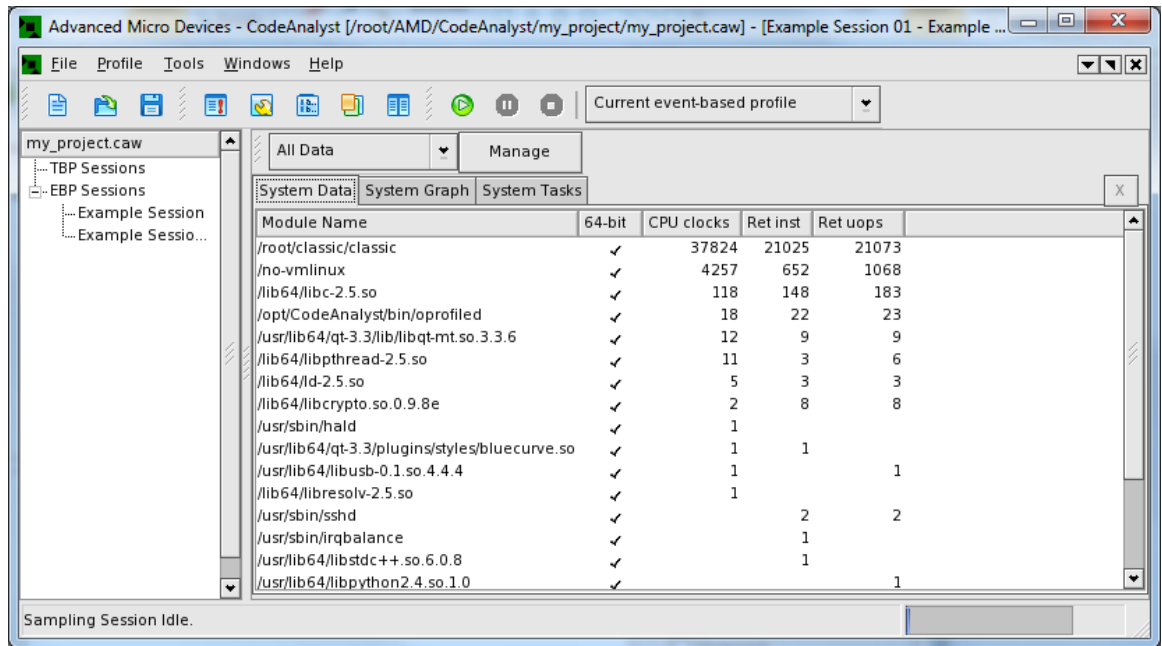 Advanced Micro Devices - CodeAnalyst [/root/AMD/CodeAnalyst/my_project/my_project.caw] - [Example Session 01 - Example ...
File Profile Tools Windows Help
Current event-based profile
my_project.caw
TBP Sessions
EBP Sessions
Example Session
Example Sessio...
All Data Manage
System Data System Graph System Tasks X
Module Name 64-bit CPU clocks Ret inst Ret uops
/root/classic/classic ✓ 37824 21025 21073
/no-vmlinux ✓ 4257 652 1068
/lib64/libc-2.5.so ✓ 118 148 183
/opt/CodeAnalyst/bin/oprofiled ✓ 18 22 23
/usr/lib64/qt-3.3/lib/libqt-mt.so.3.3.6 ✓ 12 9 9
/lib64/libpthread-2.5.so ✓ 11 3 6
/lib64/ld-2.5.so ✓ 5 3 3
/lib64/libcrypto.so.0.9.8e ✓ 2 8 8
/usr/sbin/hald ✓ 1
/usr/lib64/qt-3.3/plugins/styles/bluecurve.so ✓ 1 1
/usr/lib64/libusb-0.1.so.4.4.4 ✓ 1 1
/lib64/libresolv-2.5.so ✓ 1
/usr/sbin/sshd ✓ 2 2
/usr/sbin/irqbalance ✓ 1
/usr/lib64/libstdc++.so.6.0.8 ✓ 1
/usr/lib64/libpython2.4.so.1.0 ✓ 1
Sampling Session Idle.